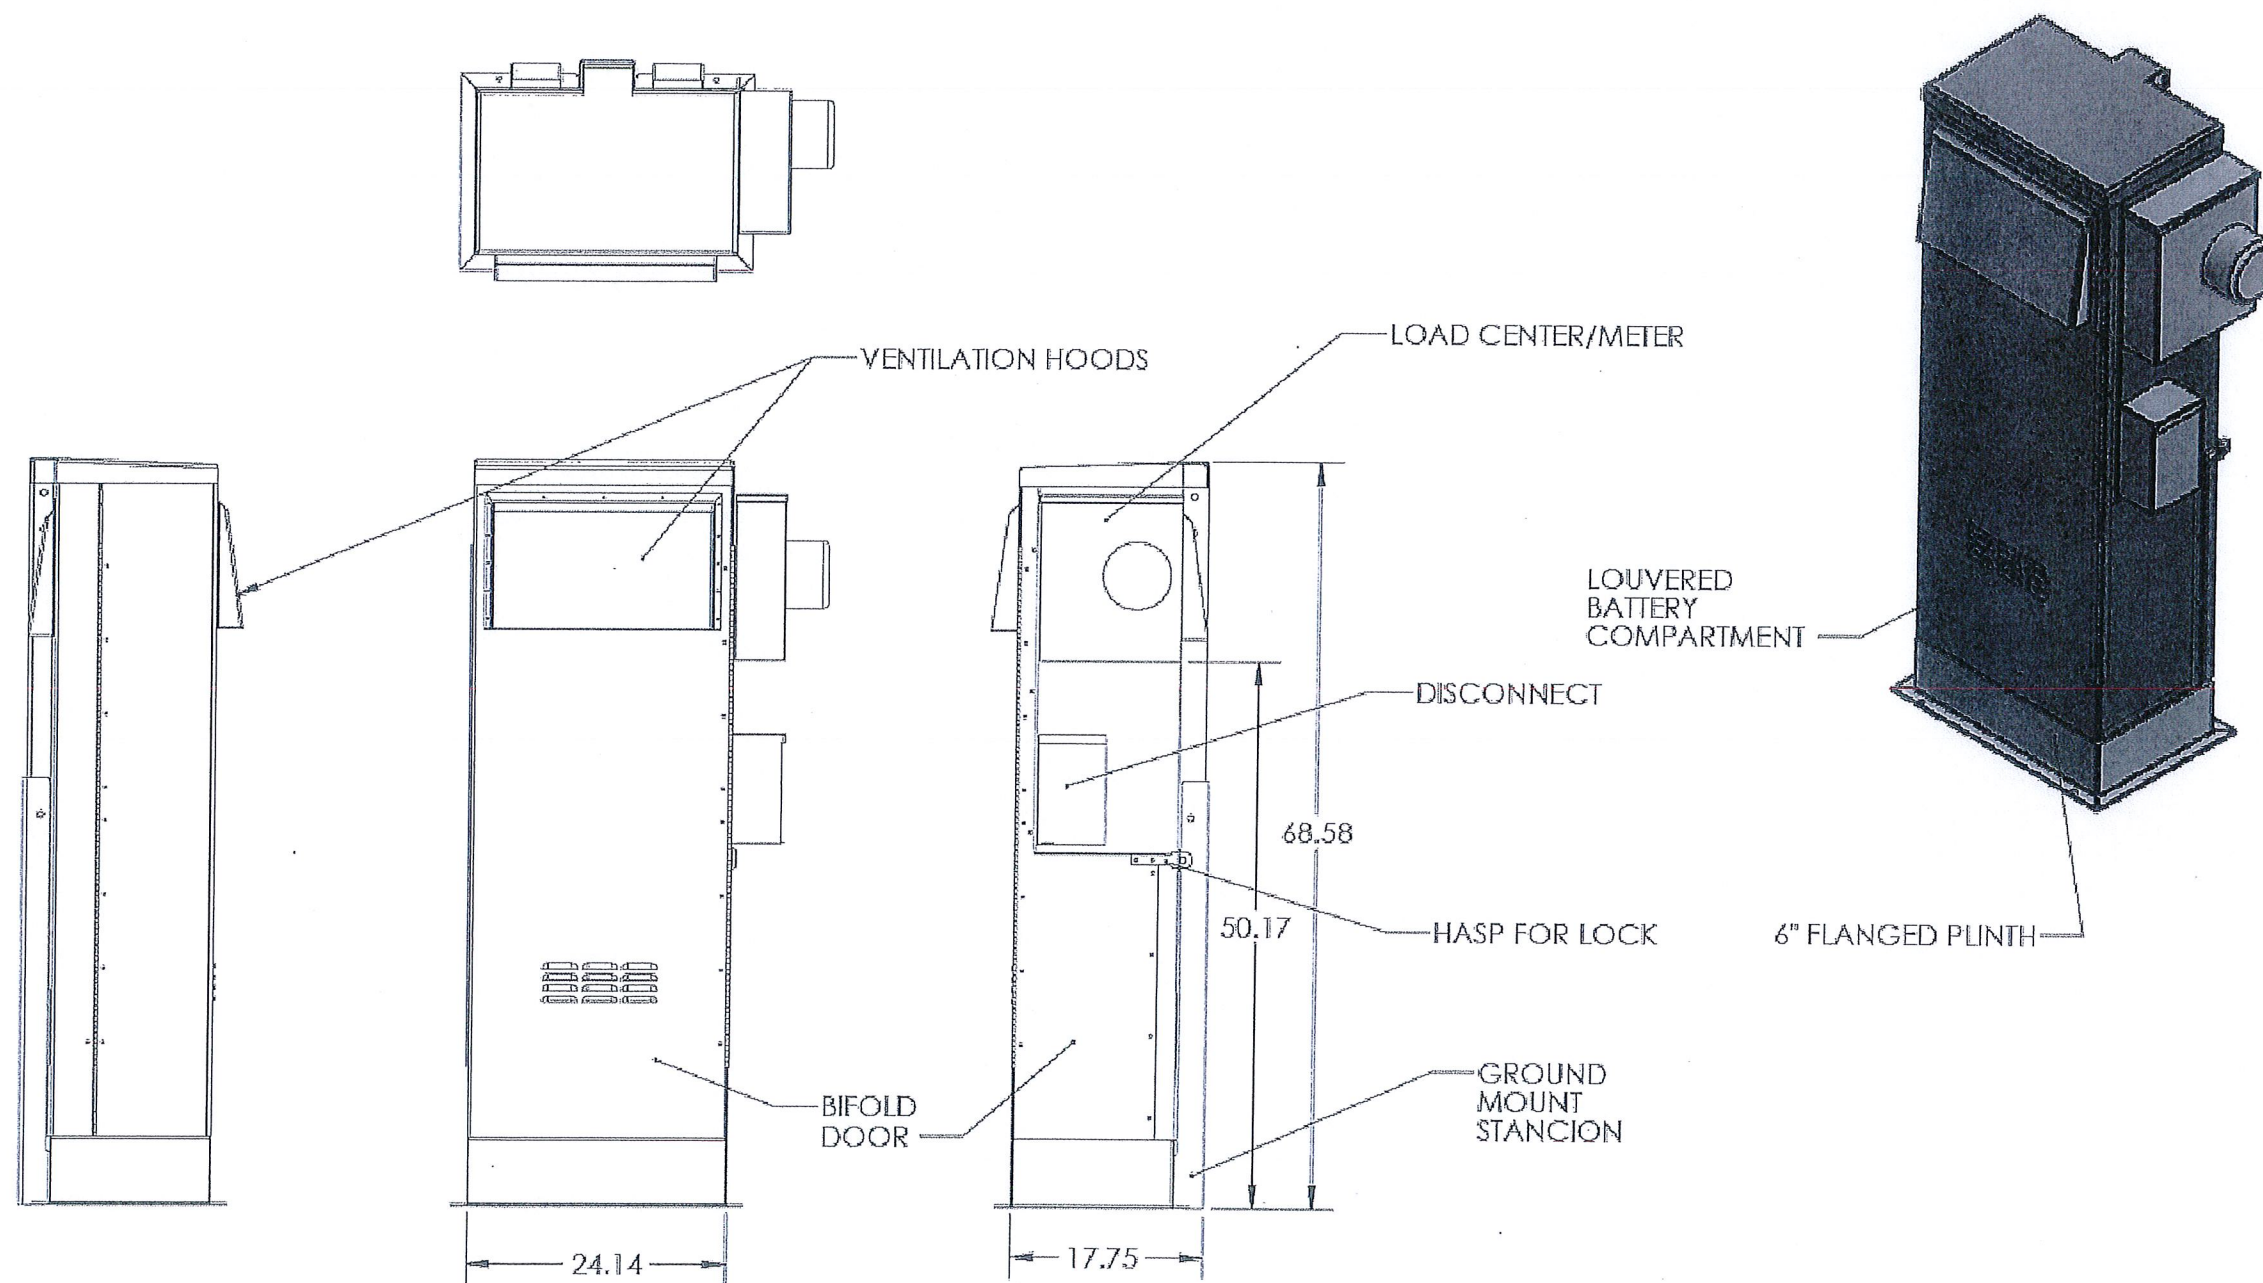 VENTILATION HOODS
LOAD CENTER/METER
LOUVERED
BATTERY
COMPARTMENT
DISCONNECT
68.58
50.17
HASP FOR LOCK
6" FLANGED PLINTH
BIFOLD
DOOR
GROUND
MOUNT
STANCION
24.14
17.75